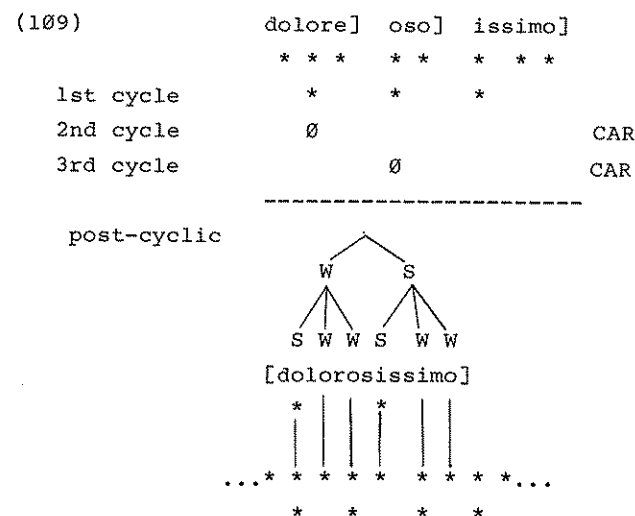 (109) dolore] oso] issimo]
* * * * * * * *
1st cycle * * *
2nd cycle Ø CAR
3rd cycle Ø CAR
---------------------------
post-cyclic .
W S
S W W S W W
[dolorosissimo]
* *
...* * * * * * * * *...
* * * *